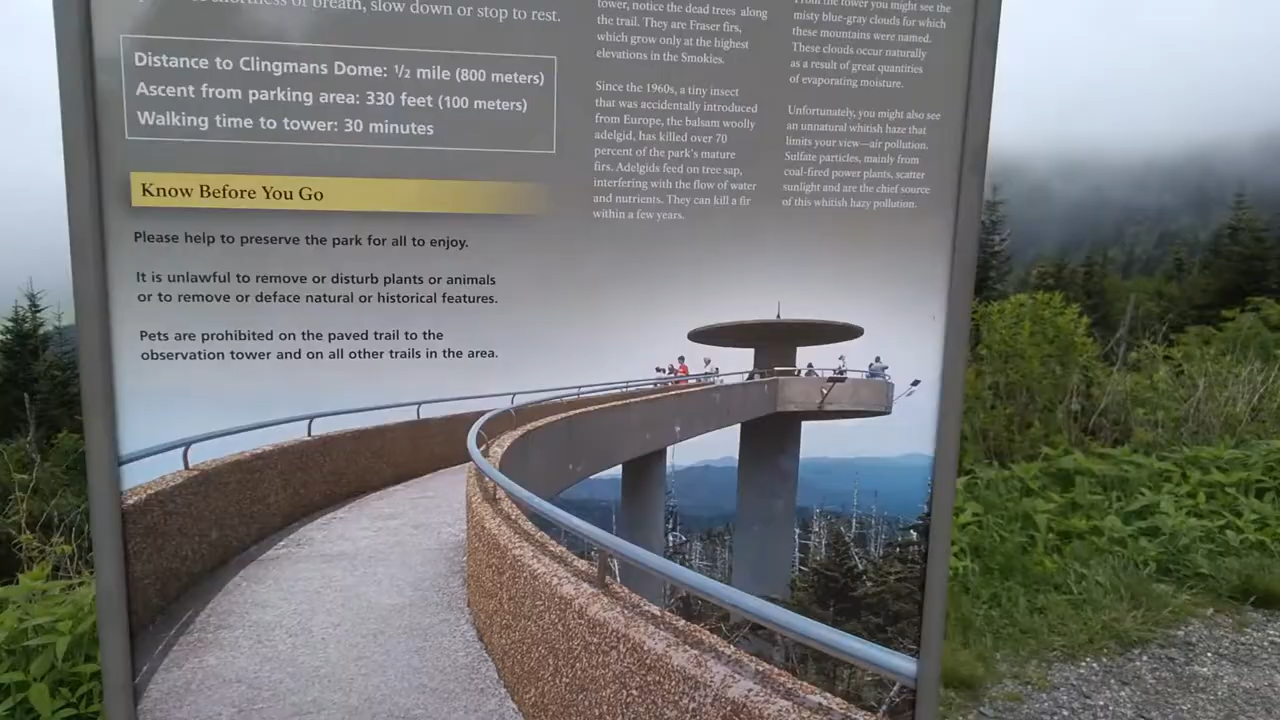 of breath, slow down or stop to rest.
Distance to Clingmans Dome: 1/2 mile (800 meters)
Ascent from parking area: 330 feet (100 meters)
Walking time to tower: 30 minutes
Know Before You Go
Please help to preserve the park for all to enjoy.
It is unlawful to remove or disturb plants or animals
or to remove or deface natural or historical features.
Pets are prohibited on the paved trail to the
observation tower and on all other trails in the area.
tower, notice the dead trees along
the trail. They are Fraser firs,
which grow only at the highest
elevations in the Smokies.
Since the 1960s, a tiny insect
that was accidentally introduced
from Europe, the balsam woolly
adelgid, has killed over 70
percent of the park's mature
firs. Adelgids feed on tree sap,
interfering with the flow of water
and nutrients. They can kill a fir
within a few years.
From the tower you might see the
misty blue-gray clouds for which
these mountains were named.
These clouds occur naturally
as a result of great quantities
of evaporating moisture.
Unfortunately, you might also see
an unnatural whitish haze that
limits your view—air pollution.
Sulfate particles, mainly from
coal-fired power plants, scatter
sunlight and are the chief source
of this whitish hazy pollution.